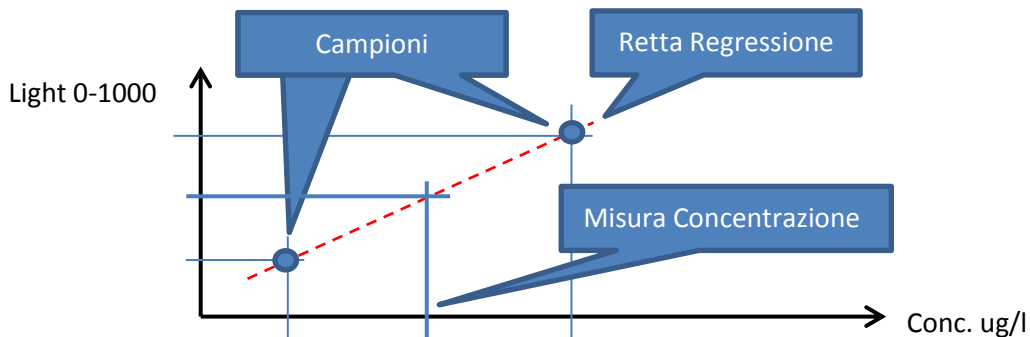 Campioni
Retta Regressione
Light 0-1000
Misura Concentrazione
Conc. ug/l